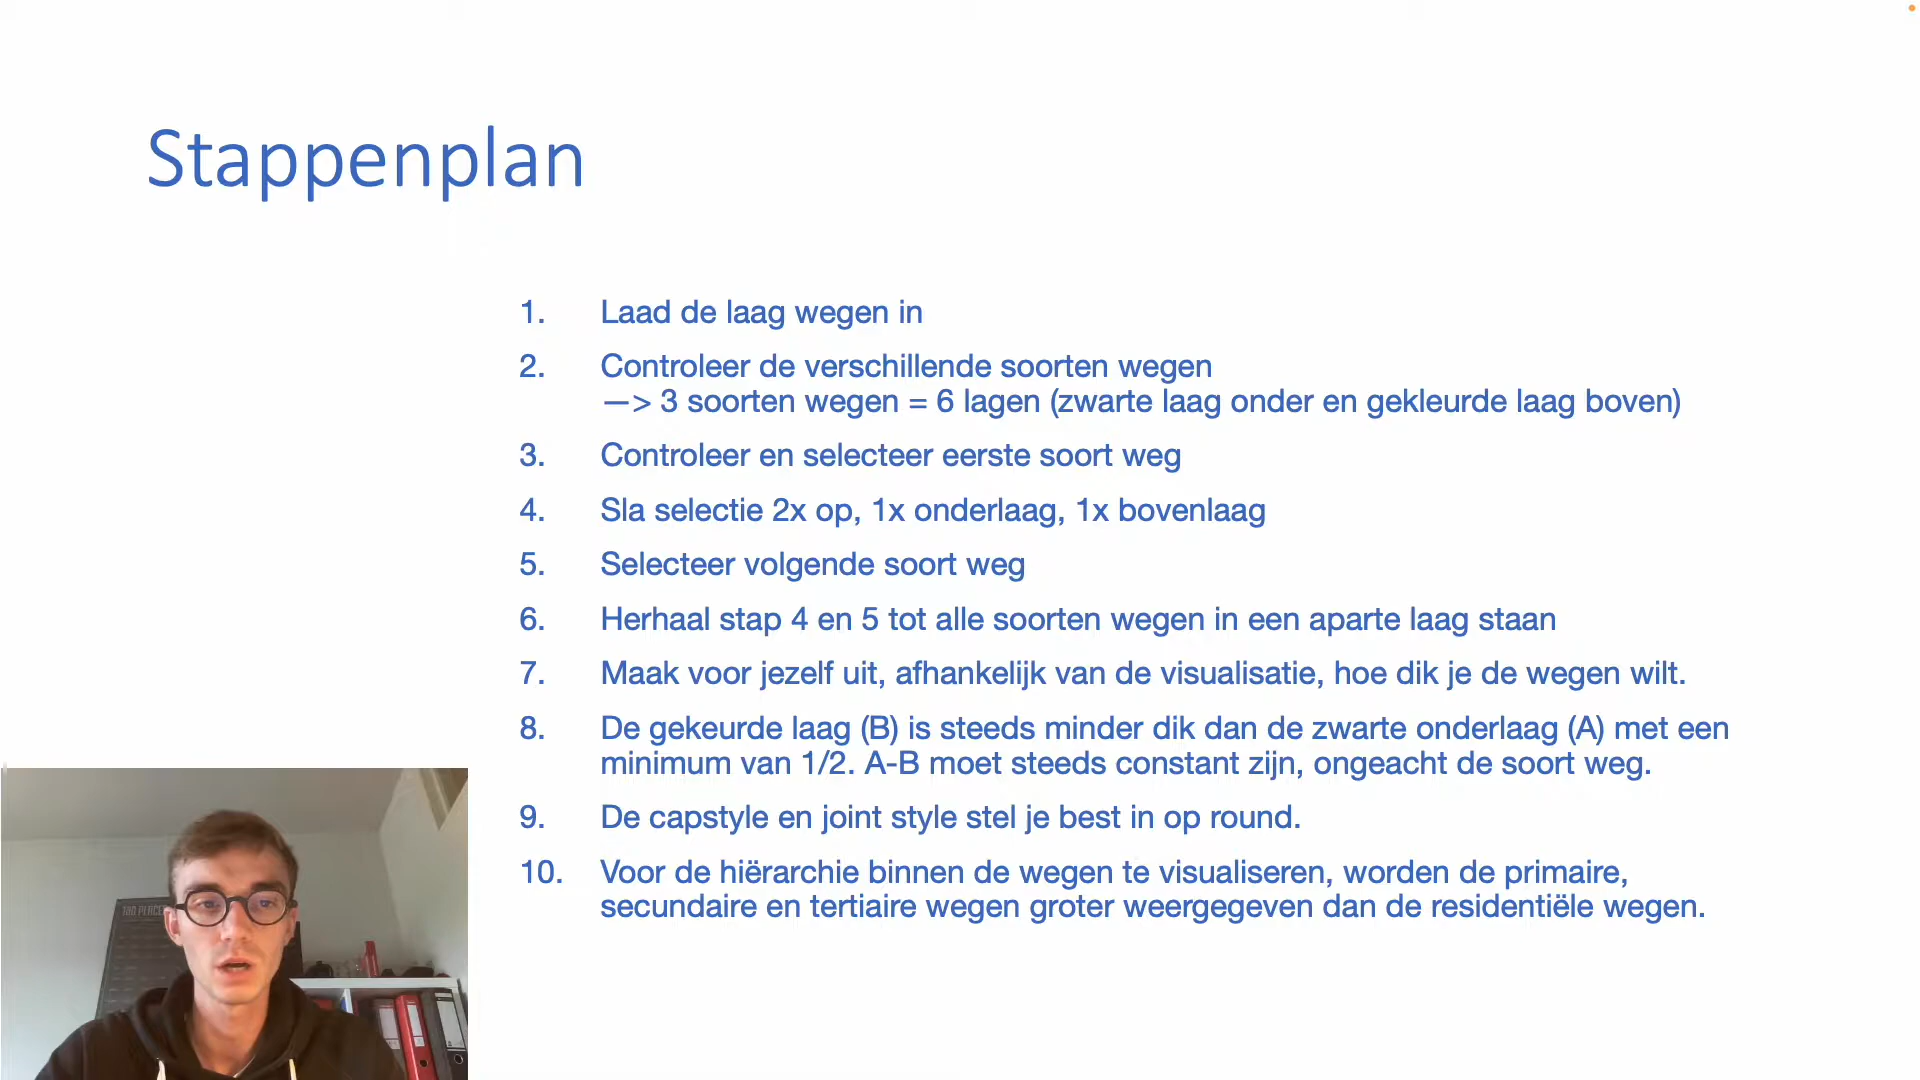 Stappenplan
1. Laad de laag wegen in
2. Controleer de verschillende soorten wegen
—> 3 soorten wegen = 6 lagen (zwarte laag onder en gekleurde laag boven)
3. Controleer en selecteer eerste soort weg
4. Sla selectie 2x op, 1x onderlaag, 1x bovenlaag
5. Selecteer volgende soort weg
6. Herhaal stap 4 en 5 tot alle soorten wegen in een aparte laag staan
7. Maak voor jezelf uit, afhankelijk van de visualisatie, hoe dik je de wegen wilt.
8. De gekeurde laag (B) is steeds minder dik dan de zwarte onderlaag (A) met een
minimum van 1/2. A-B moet steeds constant zijn, ongeacht de soort weg.
9. De capstyle en joint style stel je best in op round.
10. Voor de hiërarchie binnen de wegen te visualiseren, worden de primaire,
secundaire en tertiaire wegen groter weergegeven dan de residentiële wegen.